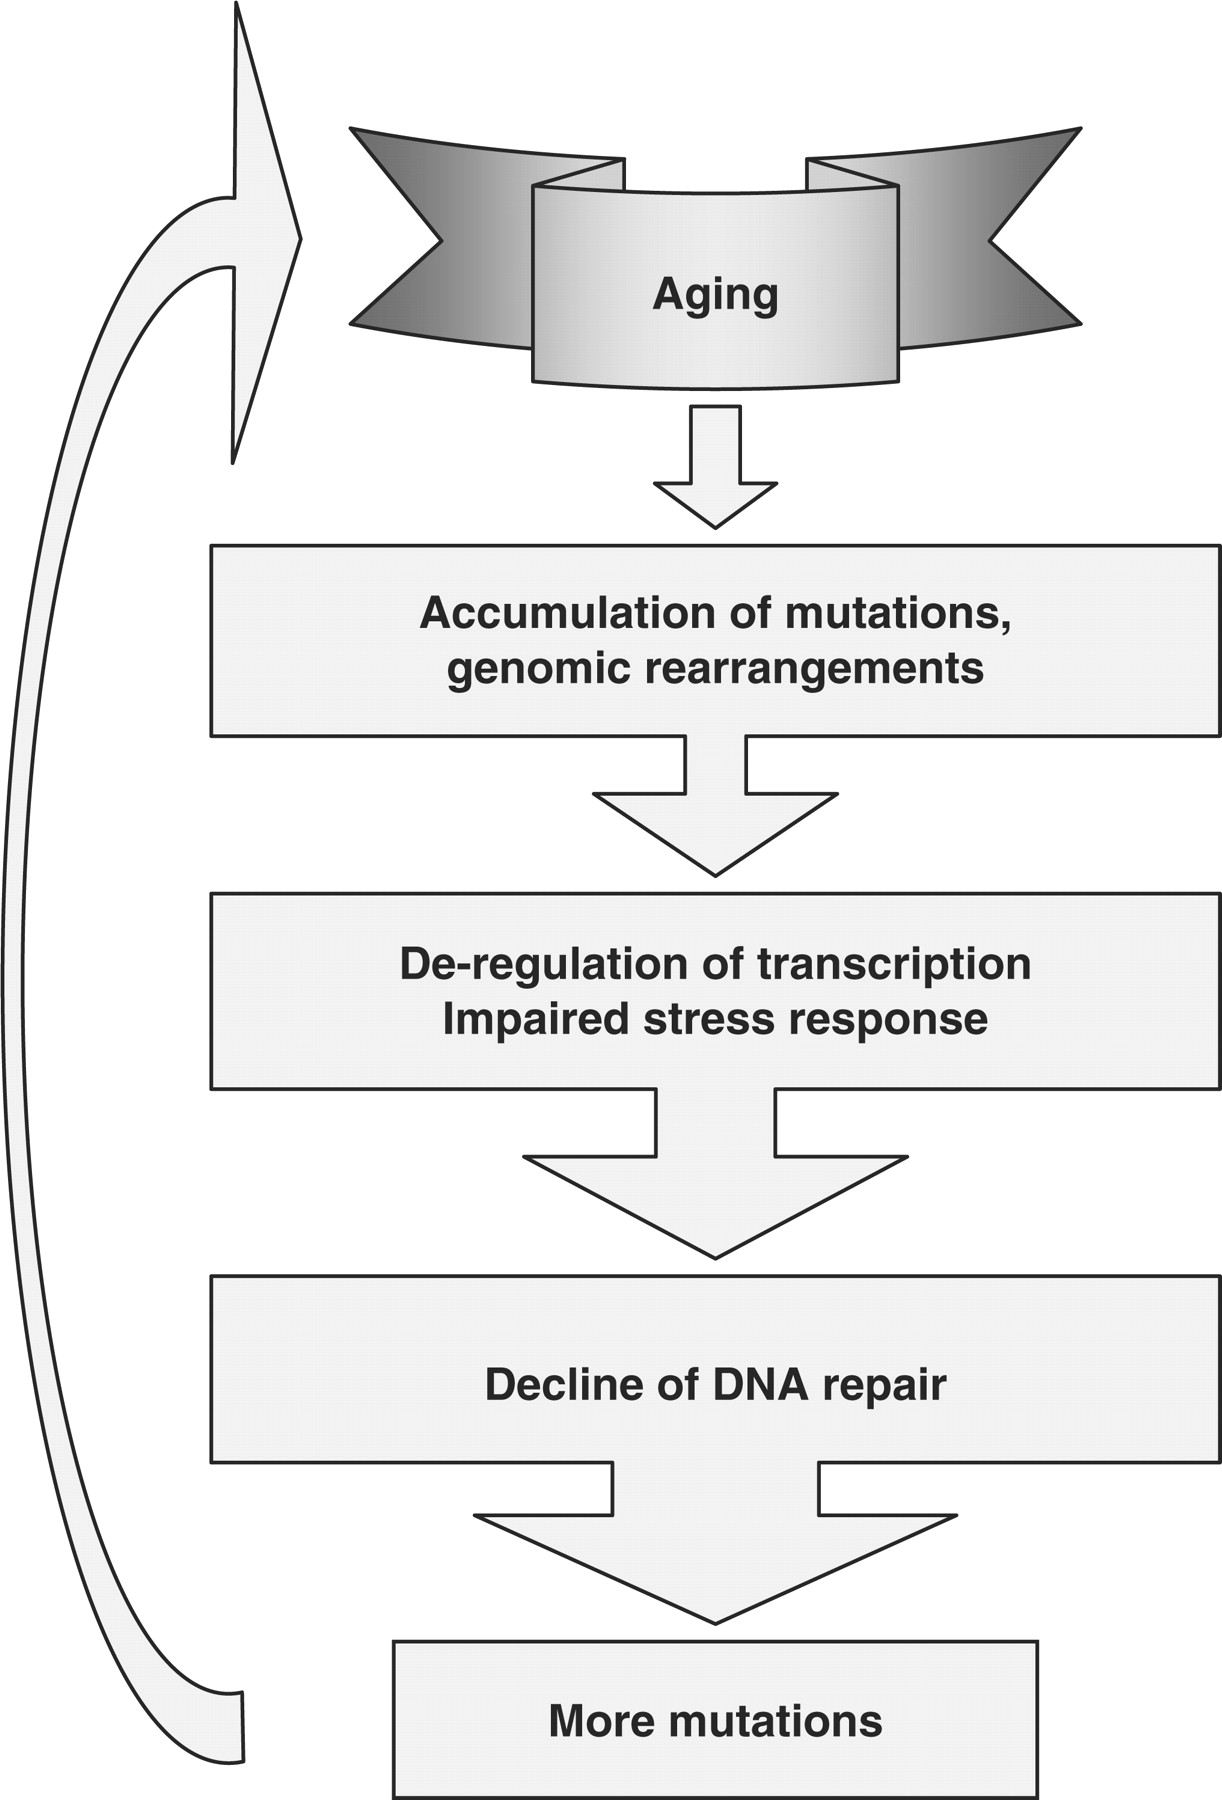 Aging
Accumulation of mutations,
genomic rearrangements
De-regulation of transcription
Impaired stress response
Decline of DNA repair
More mutations